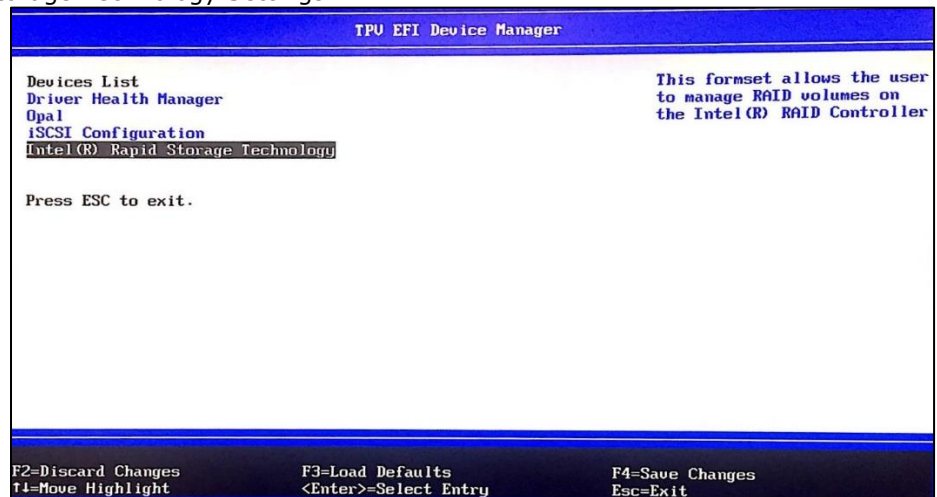 TPV EFI Device Manager
Devices List
Driver Health Manager
Opal
iSCSI Configuration
Intel(R) Rapid Storage Technology
Press ESC to exit.
This formset allows the user
to manage RAID volumes on
the Intel(R) RAID Controller
F2=Discard Changes
F3=Load Defaults
F4=Save Changes
↑↓=Move Highlight
<Enter>=Select Entry
Esc=Exit